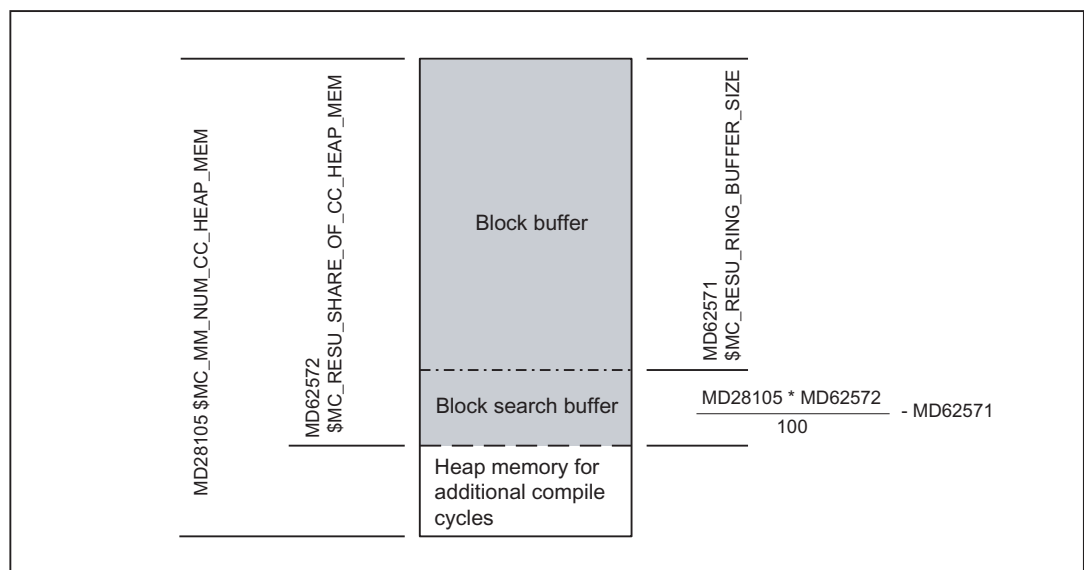 MD28105 $MC_MM_NUM_CC_HEAP_MEM
MD62572
$MC_RESU_SHARE_OF_CC_HEAP_MEM
Block buffer
Block search buffer
Heap memory for
additional compile
cycles
MD62571
$MC_RESU_RING_BUFFER_SIZE
MD28105 * MD62572
100
- MD62571